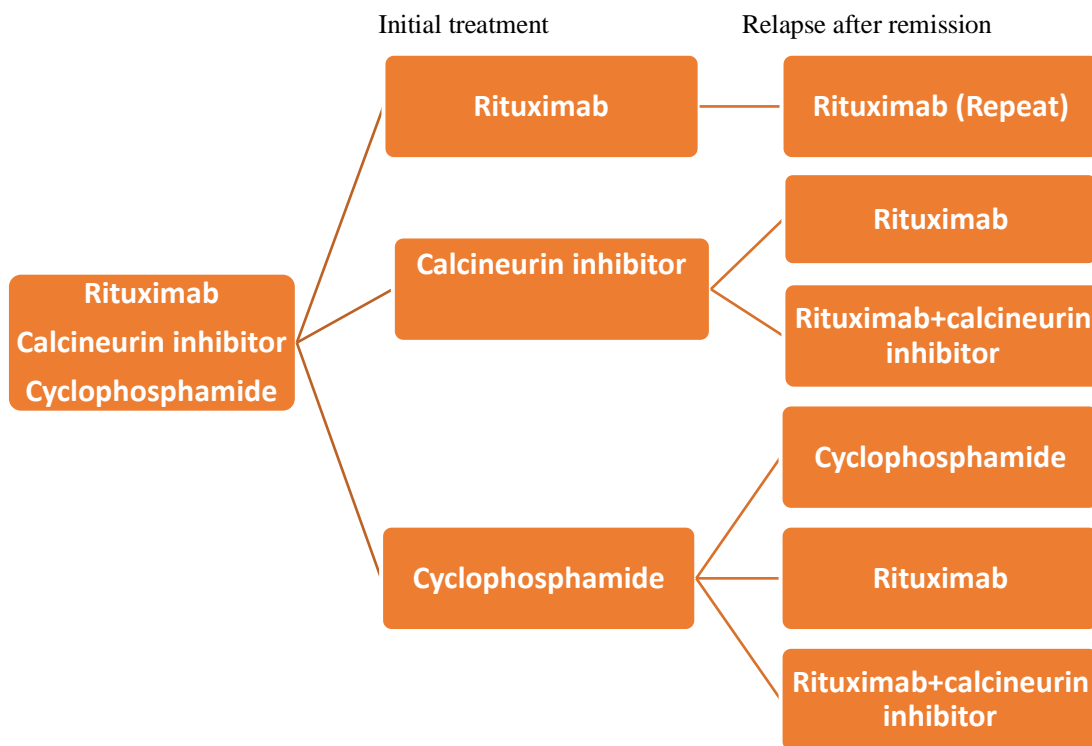 Initial treatment
Relapse after remission
Rituximab
Calcineurin inhibitor
Cyclophosphamide
Rituximab
Rituximab (Repeat)
Calcineurin inhibitor
Rituximab
Rituximab+calcineurin
inhibitor
Cyclophosphamide
Cyclophosphamide
Rituximab
Rituximab+calcineurin
inhibitor